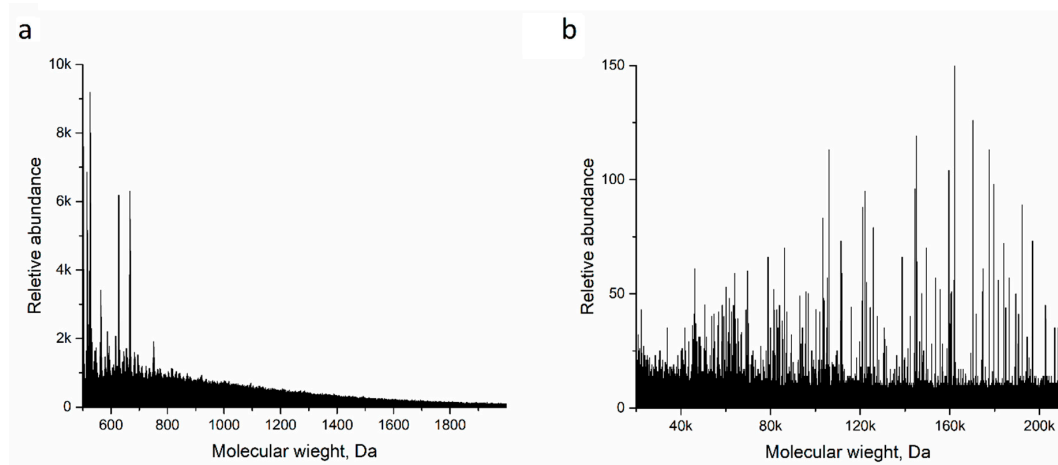 a
10k
8k
6k
4k
2k
0
600 800 1000 1200 1400 1600 1800
Reletive abundance
Molecular wieght, Da
b
150
100
50
0
40k 80k 120k 160k 200k
Reletive abundance
Molecular wieght, Da